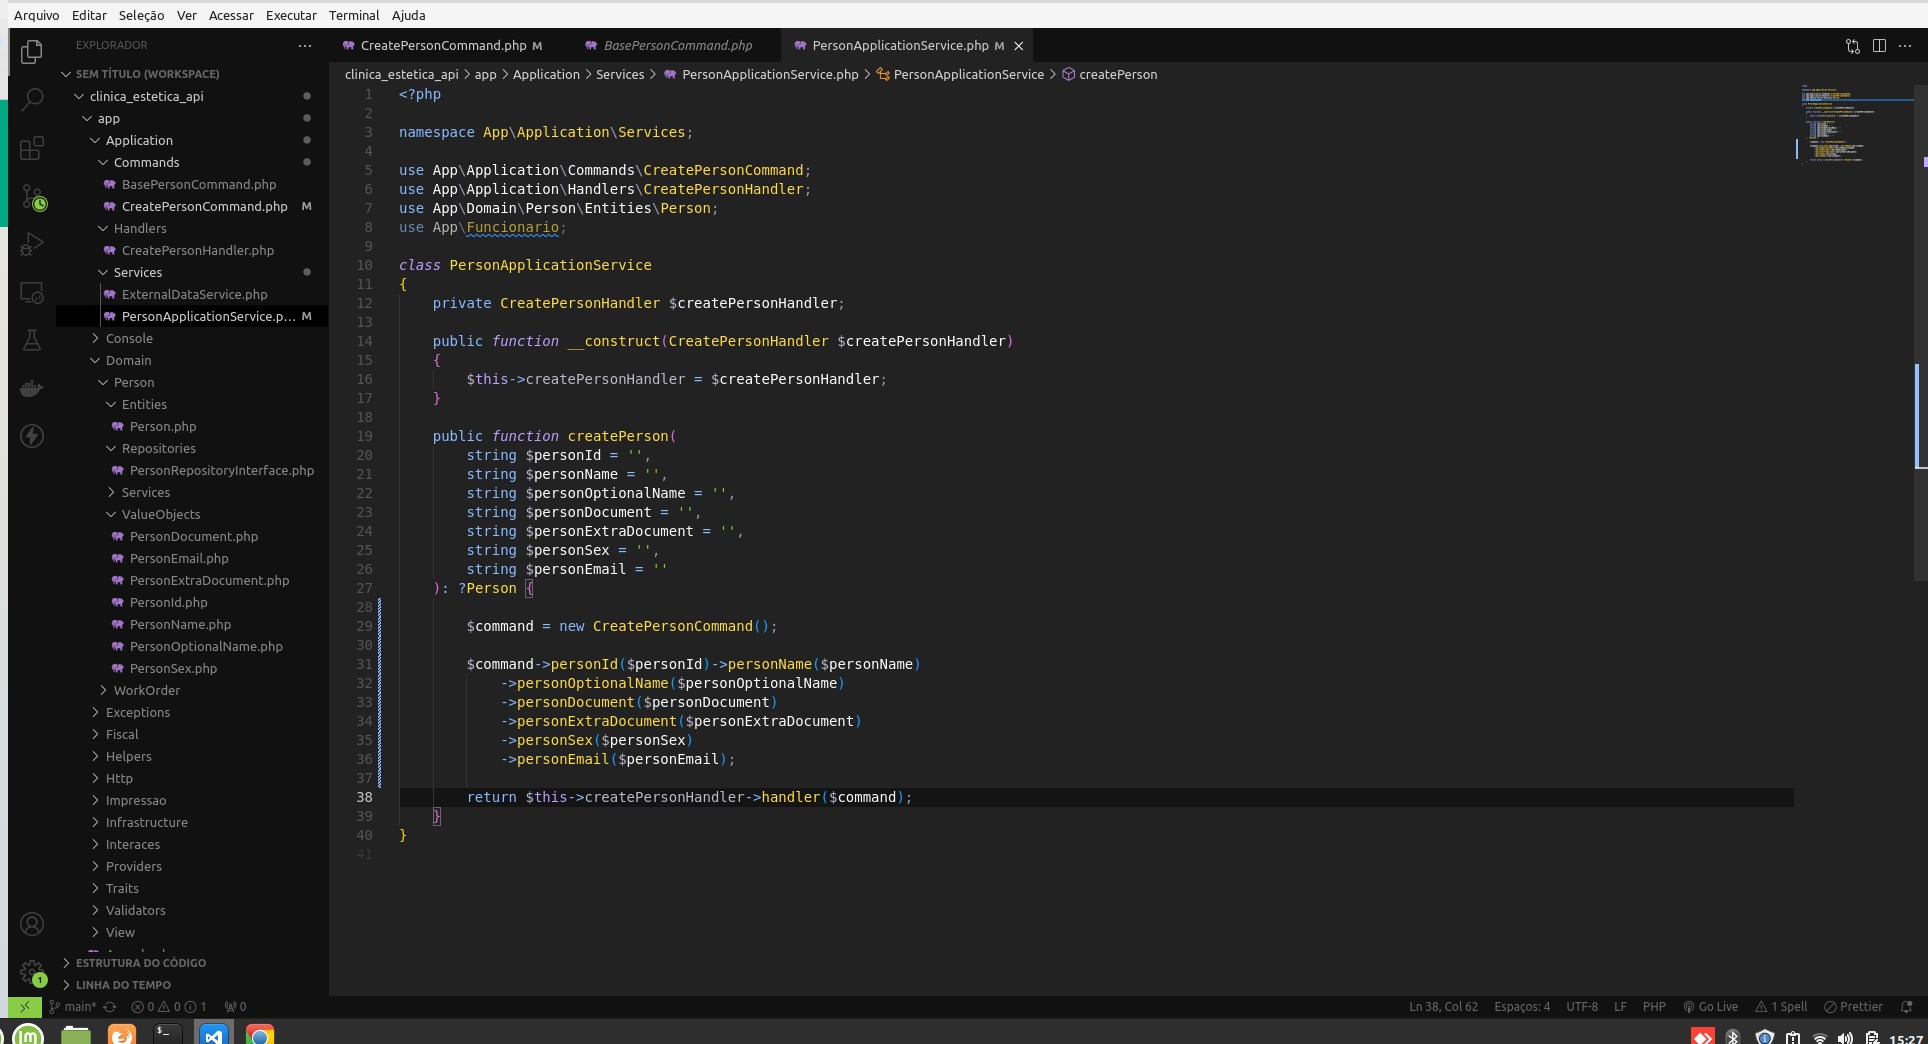 Arquivo Editar Seleção Ver Acessar Executar Terminal Ajuda
EXPLORADOR ···
SEM TÍTULO (WORKSPACE)
clinica_estetica_api
app
Application
Commands
BasePersonCommand.php
CreatePersonCommand.php M
Handlers
CreatePersonHandler.php
Services
ExternalDataService.php
PersonApplicationService.p... M
Console
Domain
Person
Entities
Person.php
Repositories
PersonRepositoryInterface.php
Services
ValueObjects
PersonDocument.php
PersonEmail.php
PersonExtraDocument.php
PersonId.php
PersonName.php
PersonOptionalName.php
PersonSex.php
WorkOrder
Exceptions
Fiscal
Helpers
Http
Impressao
Infrastructure
Interaces
Providers
Traits
Validators
View
ESTRUTURA DO CÓDIGO
LINHA DO TEMPO
1
CreatePersonCommand.php M BasePersonCommand.php PersonApplicationService.php M
clinica_estetica_api > app > Application > Services > PersonApplicationService.php > PersonApplicationService > createPerson
1 <?php
2
3 namespace App\Application\Services;
4
5 use App\Application\Commands\CreatePersonCommand;
6 use App\Application\Handlers\CreatePersonHandler;
7 use App\Domain\Person\Entities\Person;
8 use App\Funcionario;
9
10 class PersonApplicationService
11 {
12 private CreatePersonHandler $createPersonHandler;
13
14 public function __construct(CreatePersonHandler $createPersonHandler)
15 {
16 $this->createPersonHandler = $createPersonHandler;
17 }
18
19 public function createPerson(
20 string $personId = '',
21 string $personName = '',
22 string $personOptionalName = '',
23 string $personDocument = '',
24 string $personExtraDocument = '',
25 string $personSex = '',
26 string $personEmail = ''
27 ): ?Person {
28
29 $command = new CreatePersonCommand();
30
31 $command->personId($personId)->personName($personName)
32 ->personOptionalName($personOptionalName)
33 ->personDocument($personDocument)
34 ->personExtraDocument($personExtraDocument)
35 ->personSex($personSex)
36 ->personEmail($personEmail);
37
38 return $this->createPersonHandler->handler($command);
39 }
40 }
41
main* 0 0 1 0 Ln 38, Col 62 Espaços: 4 UTF-8 LF PHP Go Live 1 Spell Prettier
15:27